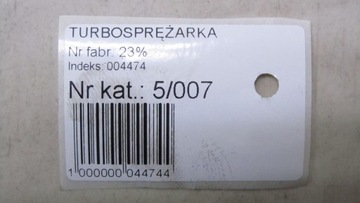 TURBOSPRĘŻARKA
Nr fabr. 23%
Indeks: 004474
Nr kat.: 5/007
1 000000 044744